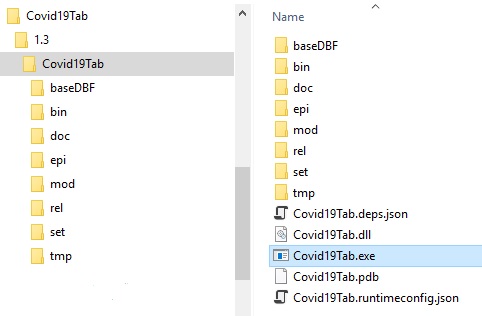 Covid19Tab
1.3
Covid19Tab
baseDBF
bin
doc
epi
mod
rel
set
tmp
Name
baseDBF
bin
doc
epi
mod
rel
set
tmp
Covid19Tab.deps.json
Covid19Tab.dll
Covid19Tab.exe
Covid19Tab.pdb
Covid19Tab.runtimeconfig.json